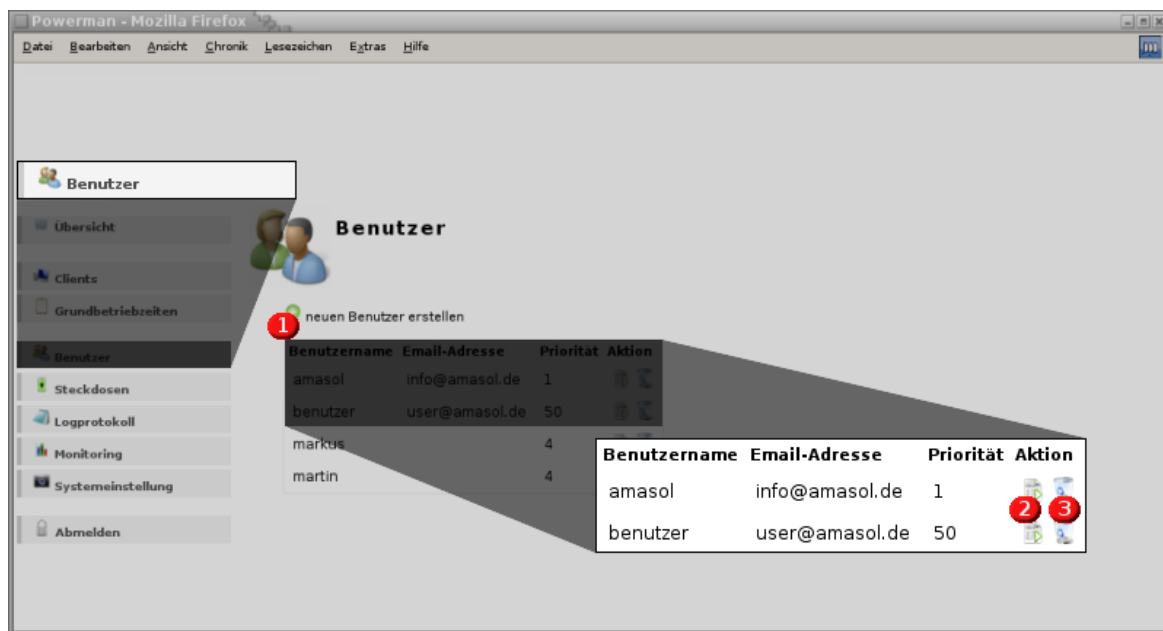 Powerman - Mozilla Firefox
Datei Bearbeiten Ansicht Chronik Lesezeichen Extras Hilfe
Benutzer
Übersicht
Clients
Grundbetriebzeiten
Benutzer
Steckdosen
Logprotokoll
Monitoring
Systemeinstellung
Abmelden
Benutzer
1 neuen Benutzer erstellen
Benutzername Email-Adresse Priorität Aktion
amasol info@amasol.de 1
benutzer user@amasol.de 50
markus 4
martin 4
Benutzername Email-Adresse Priorität Aktion
amasol info@amasol.de 1
2 3
benutzer user@amasol.de 50